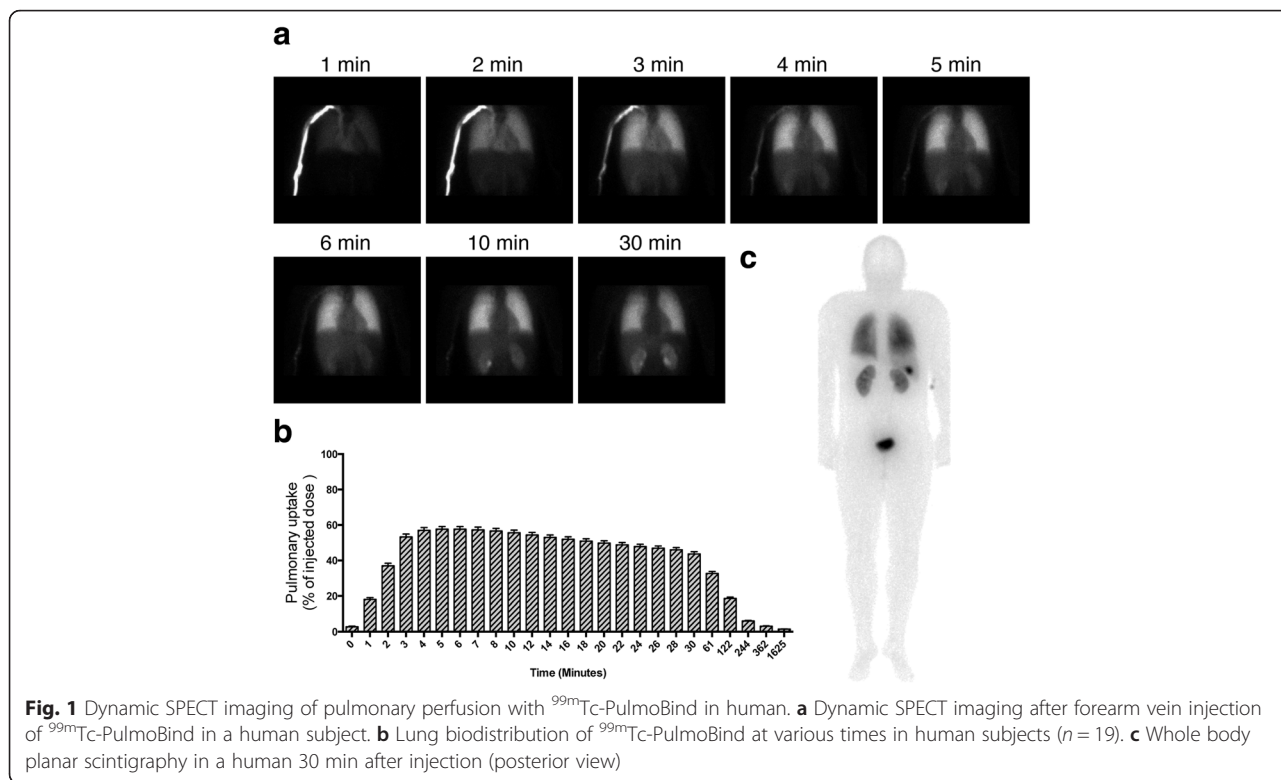 a
1 min 2 min 3 min 4 min 5 min
6 min 10 min 30 min
c
b
Pulmonary uptake
(% of injected dose )
100
80
60
40
20
0
0 1 2 3 4 5 6 7 8 10 12 14 16 18 20 22 24 26 28 30 61 122 244 362 1625
Time (Minutes)
Fig. 1 Dynamic SPECT imaging of pulmonary perfusion with ⁹⁹ᵐTc-PulmoBind in human. a Dynamic SPECT imaging after forearm vein injection
of ⁹⁹ᵐTc-PulmoBind in a human subject. b Lung biodistribution of ⁹⁹ᵐTc-PulmoBind at various times in human subjects (n = 19). c Whole body
planar scintigraphy in a human 30 min after injection (posterior view)